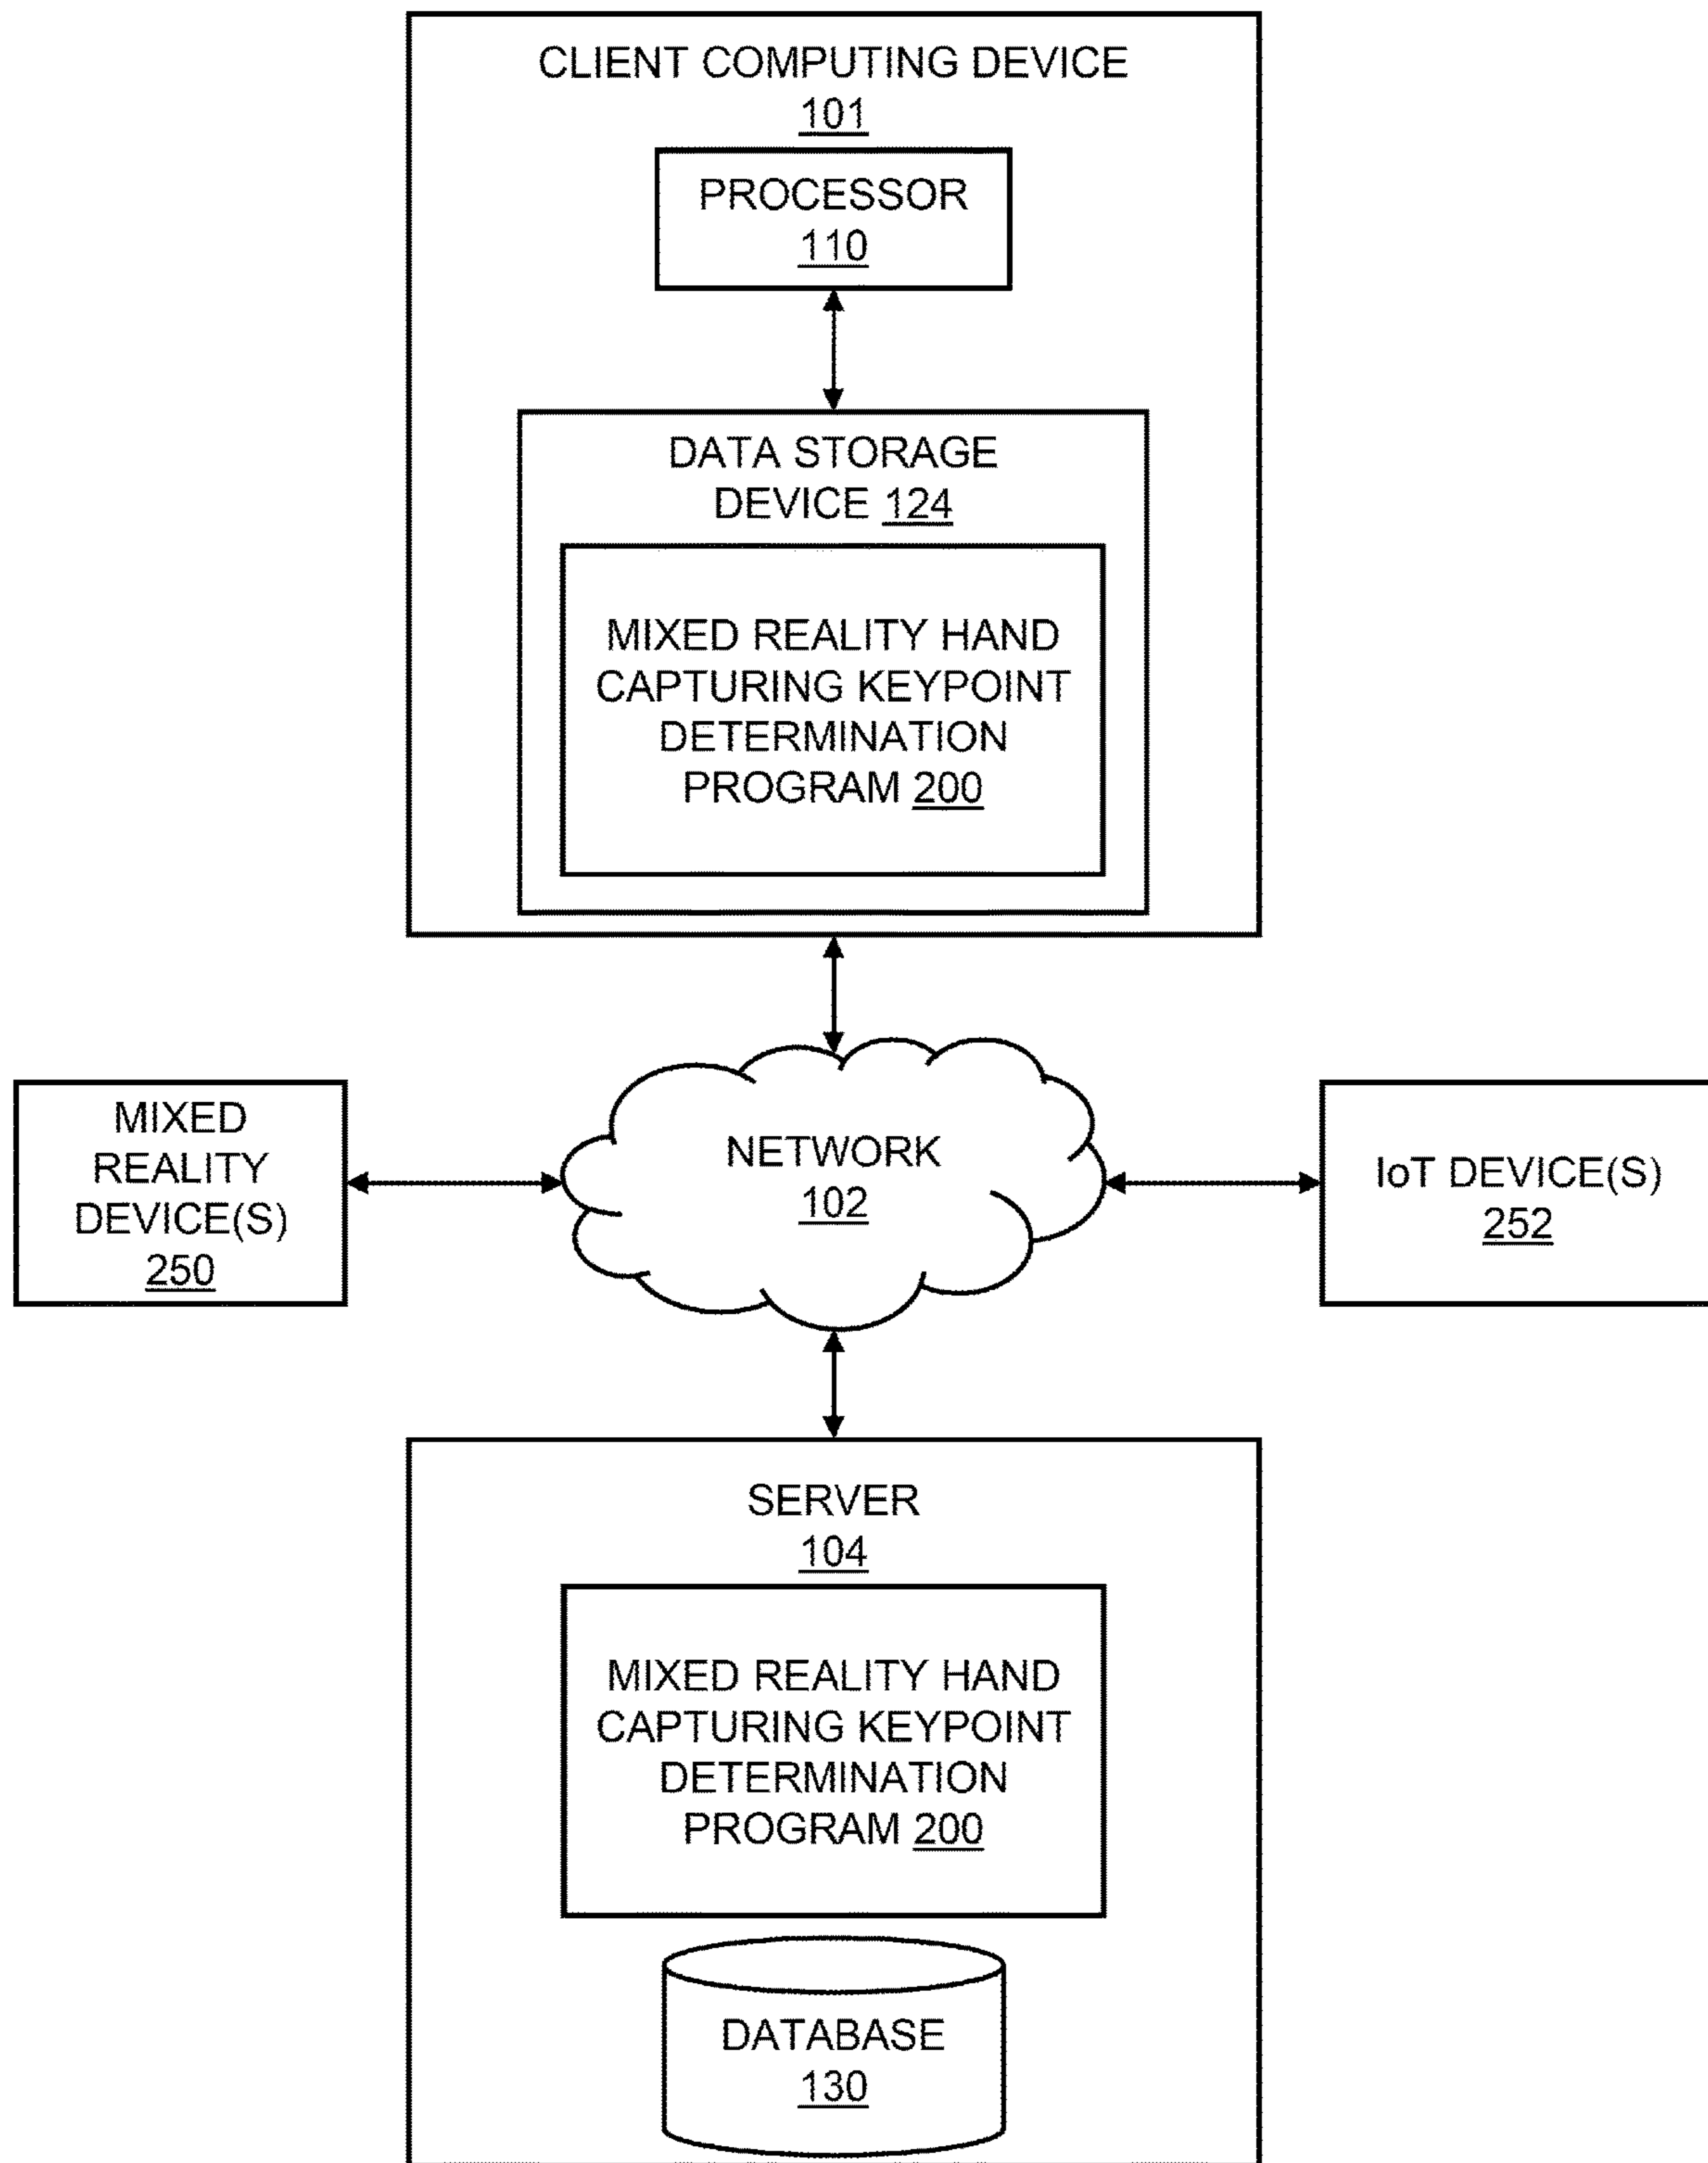 CLIENT COMPUTING DEVICE
101
PROCESSOR
110
DATA STORAGE
DEVICE 124
MIXED REALITY HAND
CAPTURING KEYPOINT
DETERMINATION
PROGRAM 200
MIXED
REALITY
DEVICE(S)
250
NETWORK
102
IoT DEVICE(S)
252
SERVER
104
MIXED REALITY HAND
CAPTURING KEYPOINT
DETERMINATION
PROGRAM 200
DATABASE
130